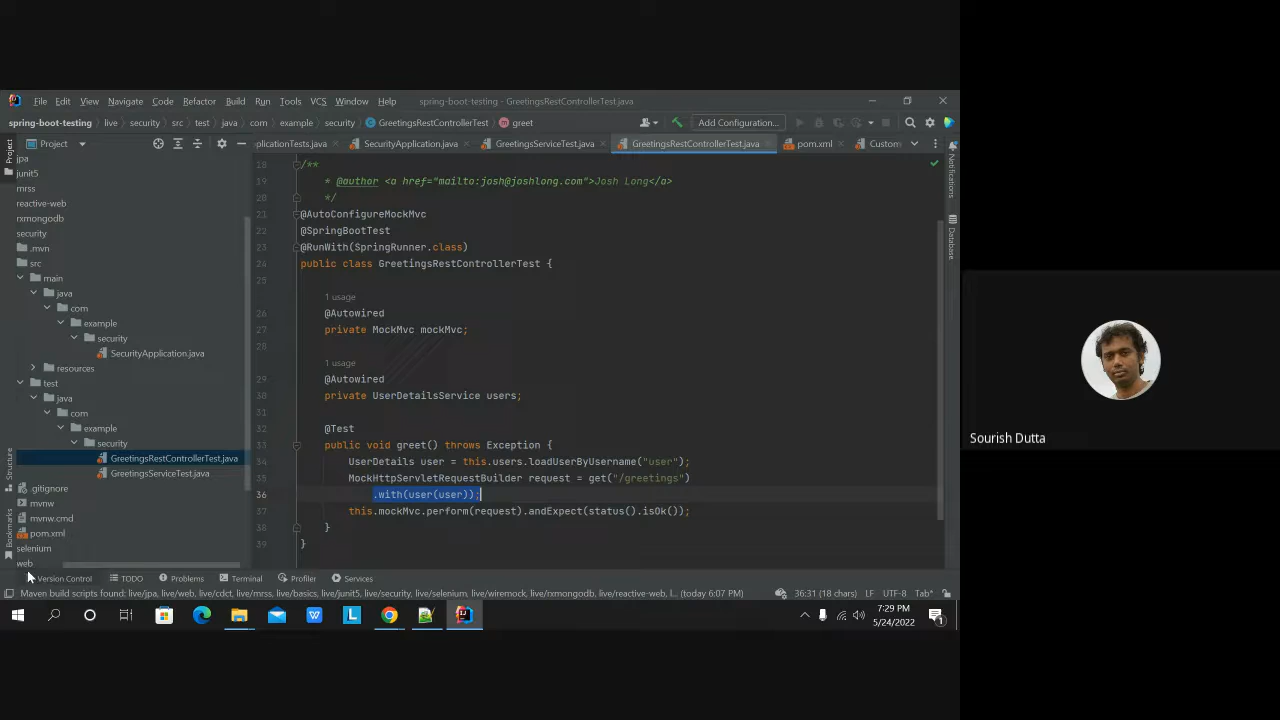 File Edit View Navigate Code Refactor Build Run Tools VCS Window Help spring-boot-testing - GreetingsRestControllerTest.java
spring-boot-testing live security src test java com example security GreetingsRestControllerTest greet Add Configuration...
Project
plicationTests.java SecurityApplication.java GreetingsServiceTest.java GreetingsRestControllerTest.java pom.xml Custom
Project
jpa
junit5
mrss
reactive-web
rxmongodb
security
.mvn
src
main
java
com
example
security
SecurityApplication.java
resources
test
java
com
example
security
GreetingsRestControllerTest.java
GreetingsServiceTest.java
.gitignore
mvnw
mvnw.cmd
pom.xml
selenium
web
Structure
Bookmarks
18 /**
19 * @author <a href="mailto:josh@joshlong.com">Josh Long</a>
20 */
21 @AutoConfigureMockMvc
22 @SpringBootTest
23 @RunWith(SpringRunner.class)
24 public class GreetingsRestControllerTest {
25
1 usage
26 @Autowired
27 private MockMvc mockMvc;
28
1 usage
29 @Autowired
30 private UserDetailsService users;
31
32 @Test
33 public void greet() throws Exception {
34 UserDetails user = this.users.loadUserByUsername("user");
35 MockHttpServletRequestBuilder request = get("/greetings")
36 .with(user(user));
37 this.mockMvc.perform(request).andExpect(status().isOk());
38 }
39 }
Notifications
Database
Version Control TODO Problems Terminal Profiler Services
Maven build scripts found: live/jpa, live/web, live/cdct, live/mrss, live/basics, live/junit5, live/security, live/selenium, live/wiremock, live/rxmongodb, live/reactive-web, l... (today 6:07 PM) 36:31 (18 chars) LF UTF-8 Tab*
7:29 PM
5/24/2022
1
Sourish Dutta